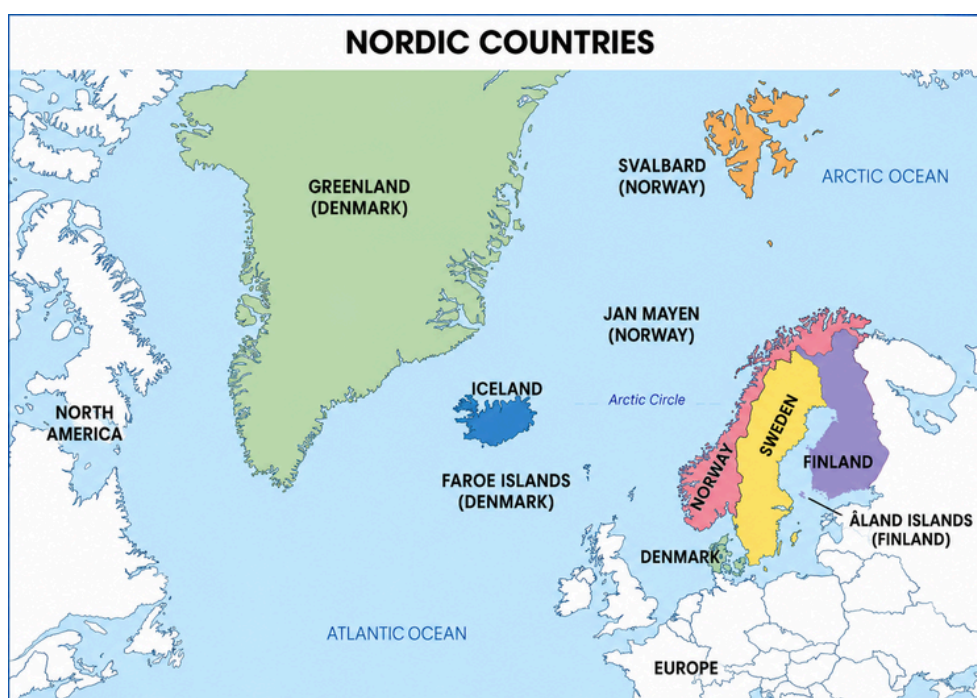 NORDIC COUNTRIES
GREENLAND
(DENMARK)
SVALBARD
(NORWAY)
ARCTIC OCEAN
JAN MAYEN
(NORWAY)
ICELAND
Arctic Circle
NORTH
AMERICA
SWEDEN
NORWAY
FINLAND
FAROE ISLANDS
(DENMARK)
ÅLAND ISLANDS
(FINLAND)
DENMARK
ATLANTIC OCEAN
EUROPE